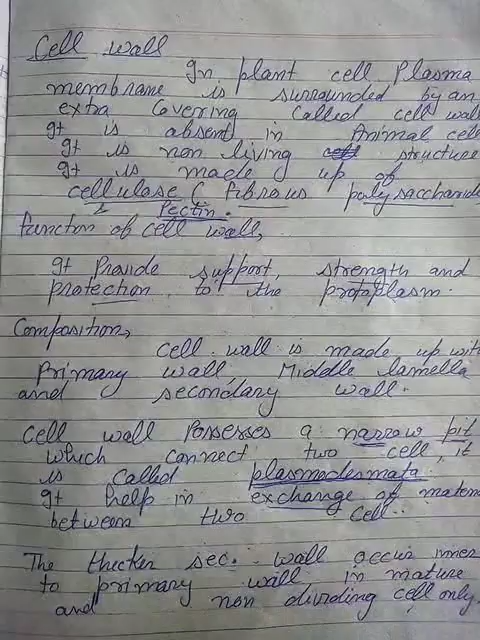 Cell wall
In plant cell Plasma
membrane is surrounded by an
extra Covering Called cell wall
It is absent in Animal cell
It is non living structure
It is made up of
cellulase ( fibrous polysaccharide
& Pectin.
function of cell wall,
It Provide support, strength and
protection to the protoplasm.
Composition,
Cell wall is made up with
Primary wall, Middle lamella
and secondary wall.
Cell wall Possesses a narrow pit
which connect two cell, it
is called plasmodesmata.
It help in exchange of materi
between two cell.
The thicker sec. wall occur inner
to primary wall in mature
and non dividing cell only.